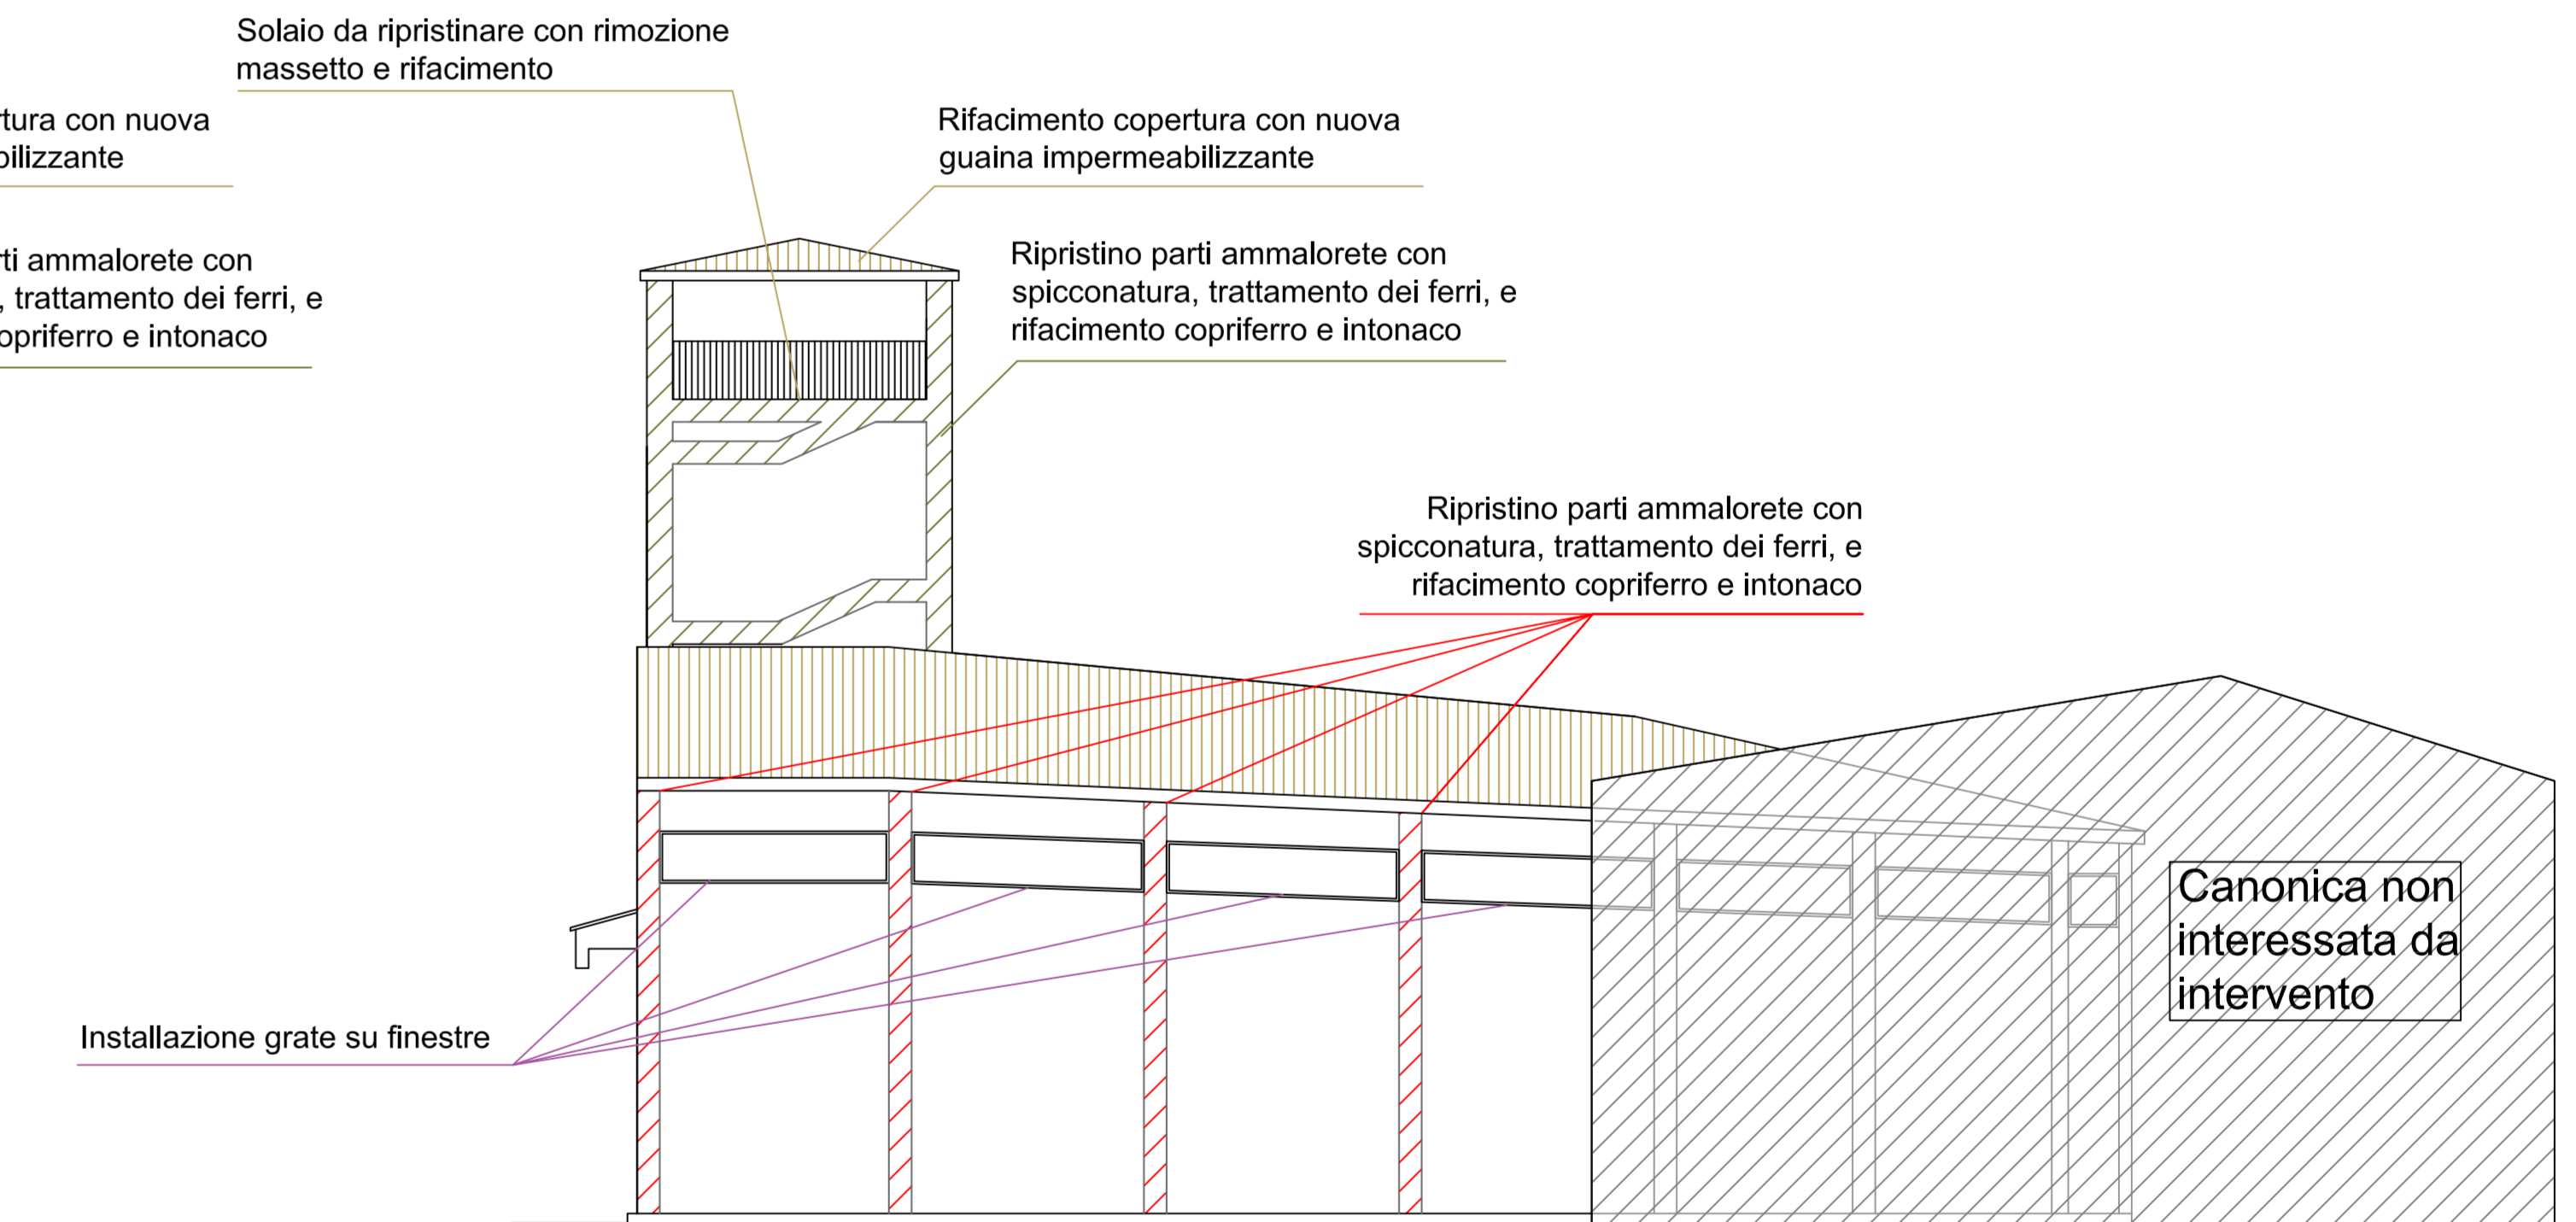 Solaio da ripristinare con rimozione
massetto e rifacimento
rtura con nuova
bilizzante
Rifacimento copertura con nuova
guaina impermeabilizzante
rti ammalorete con
, trattamento dei ferri, e
opriferro e intonaco
Ripristino parti ammalorete con
spicconatura, trattamento dei ferri, e
rifacimento copriferro e intonaco
Ripristino parti ammalorete con
spicconatura, trattamento dei ferri, e
rifacimento copriferro e intonaco
Canonica non
interessata da
intervento
Installazione grate su finestre